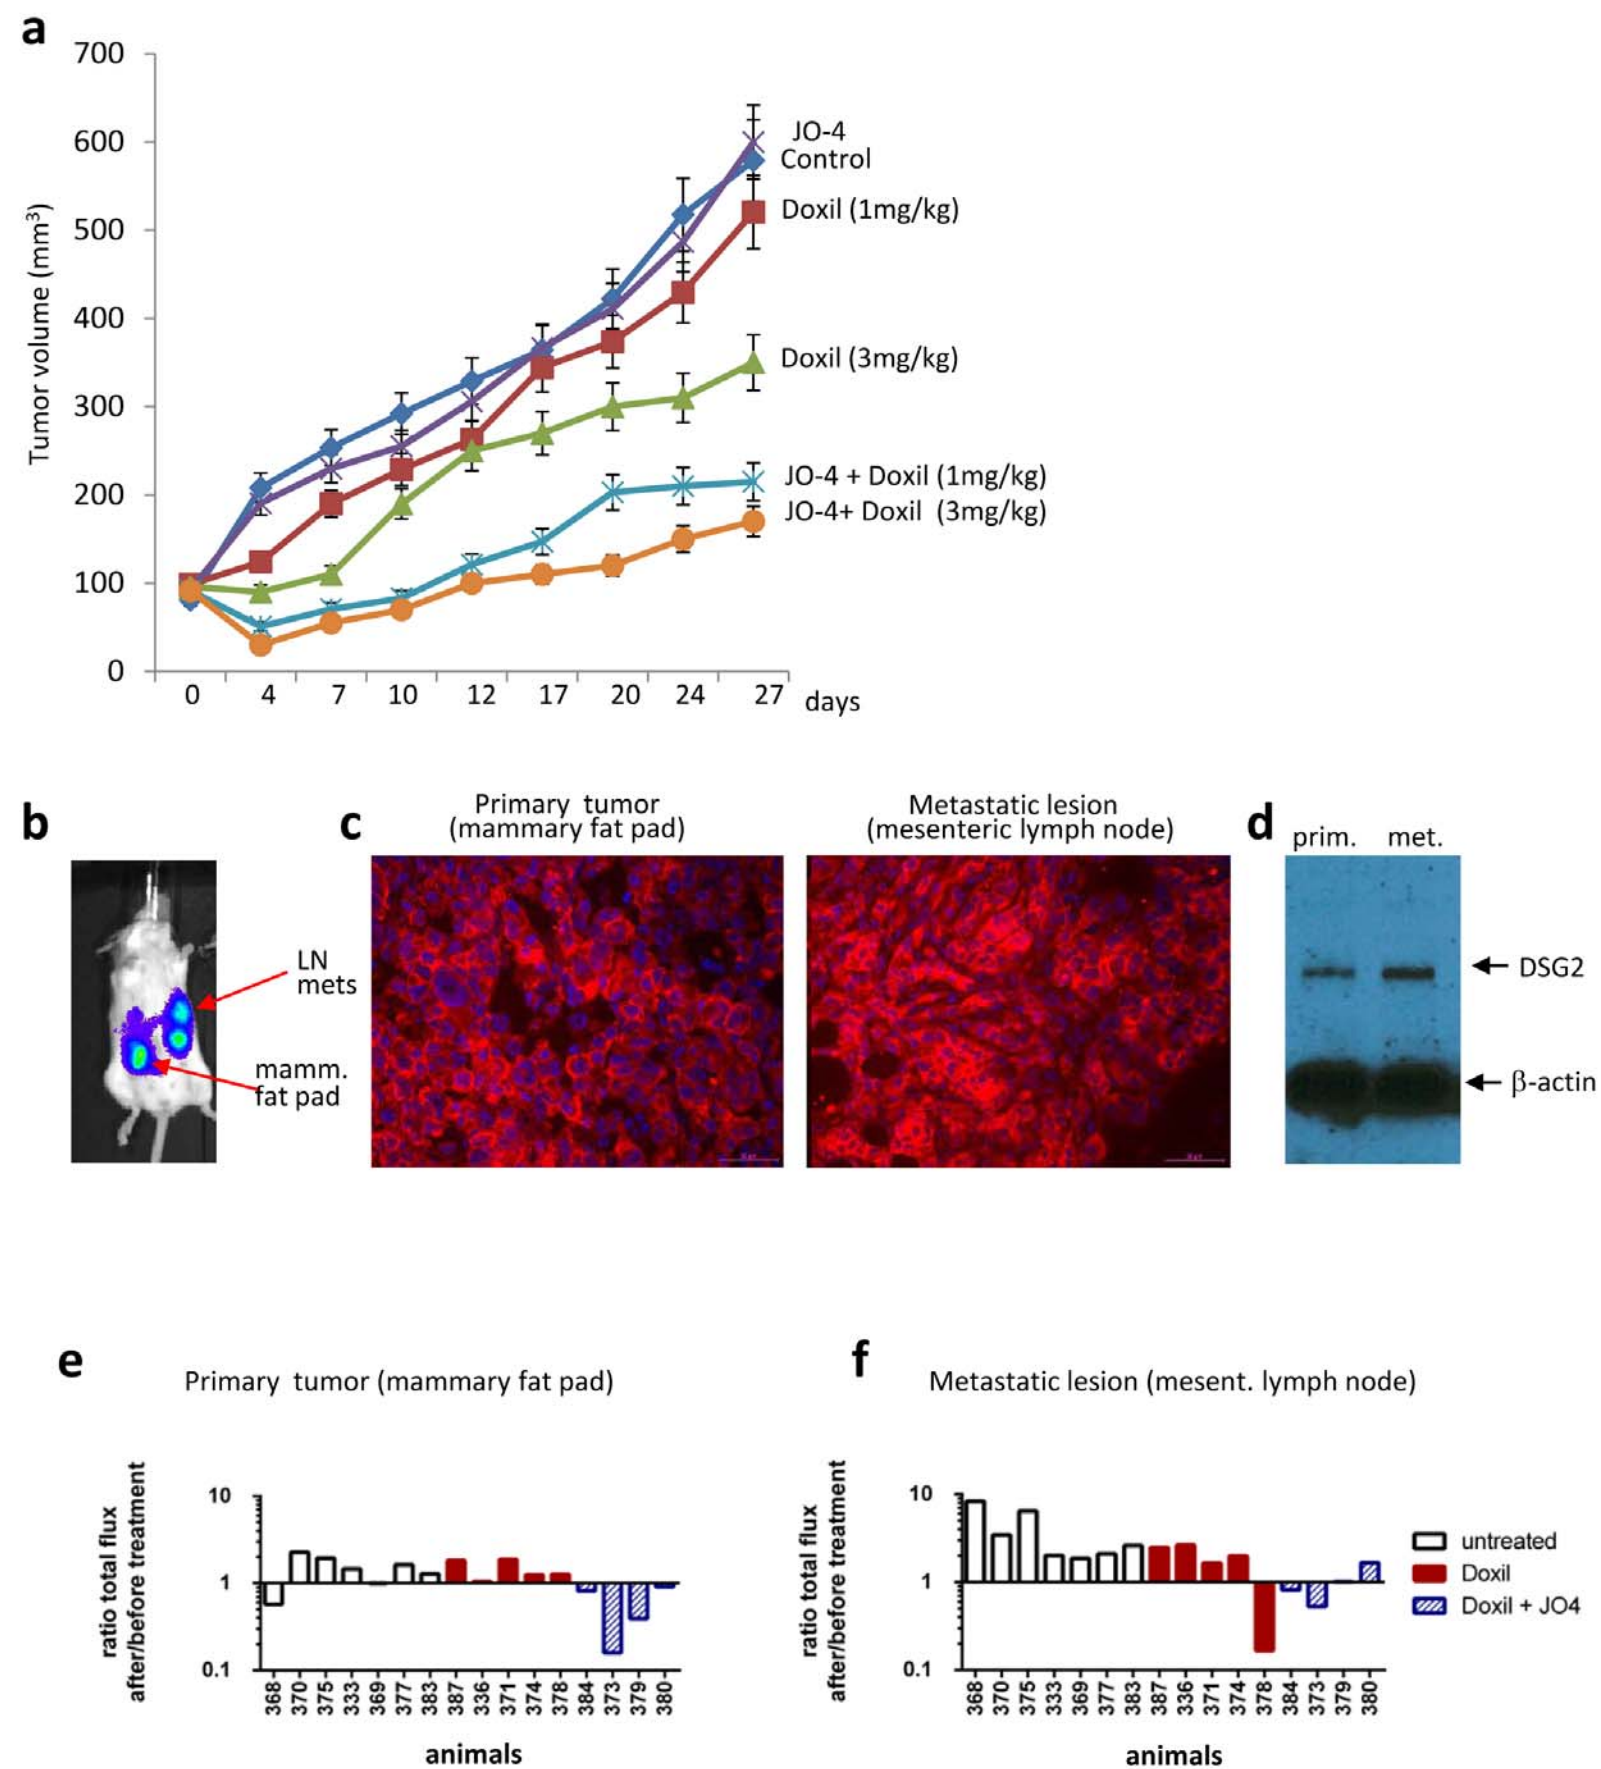 a
700
600
500
400
300
200
100
0
Tumor volume (mm³)
0 4 7 10 12 17 20 24 27 days
JO-4
Control
Doxil (1mg/kg)
Doxil (3mg/kg)
JO-4 + Doxil (1mg/kg)
JO-4+ Doxil (3mg/kg)
b
LN
mets
mamm.
fat pad
c
Primary tumor
(mammary fat pad)
Metastatic lesion
(mesenteric lymph node)
d
prim. met.
DSG2
β-actin
e
Primary tumor (mammary fat pad)
ratio total flux
after/before treatment
10
1
0.1
368 370 375 333 369 377 383 387 336 371 374 378 384 373 379 380
animals
f
Metastatic lesion (mesent. lymph node)
ratio total flux
after/before treatment
10
1
0.1
368 370 375 333 369 377 383 387 336 371 374 378 384 373 379 380
animals
untreated
Doxil
Doxil + JO4